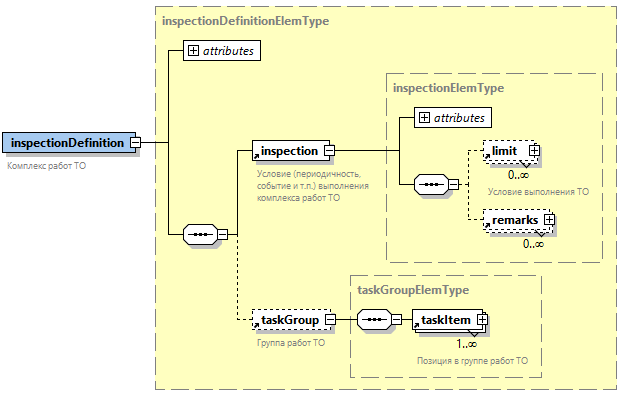 inspectionDefinitionElemType
attributes
inspectionDefinition
Комплекс работ ТО
inspectionElemType
attributes
inspection
Условие (периодичность,
событие и т.п.) выполнения
комплекса работ ТО
limit
0..∞
Условие выполнения ТО
remarks
0..∞
taskGroupElemType
taskGroup
Группа работ ТО
taskItem
1..∞
Позиция в группе работ ТО